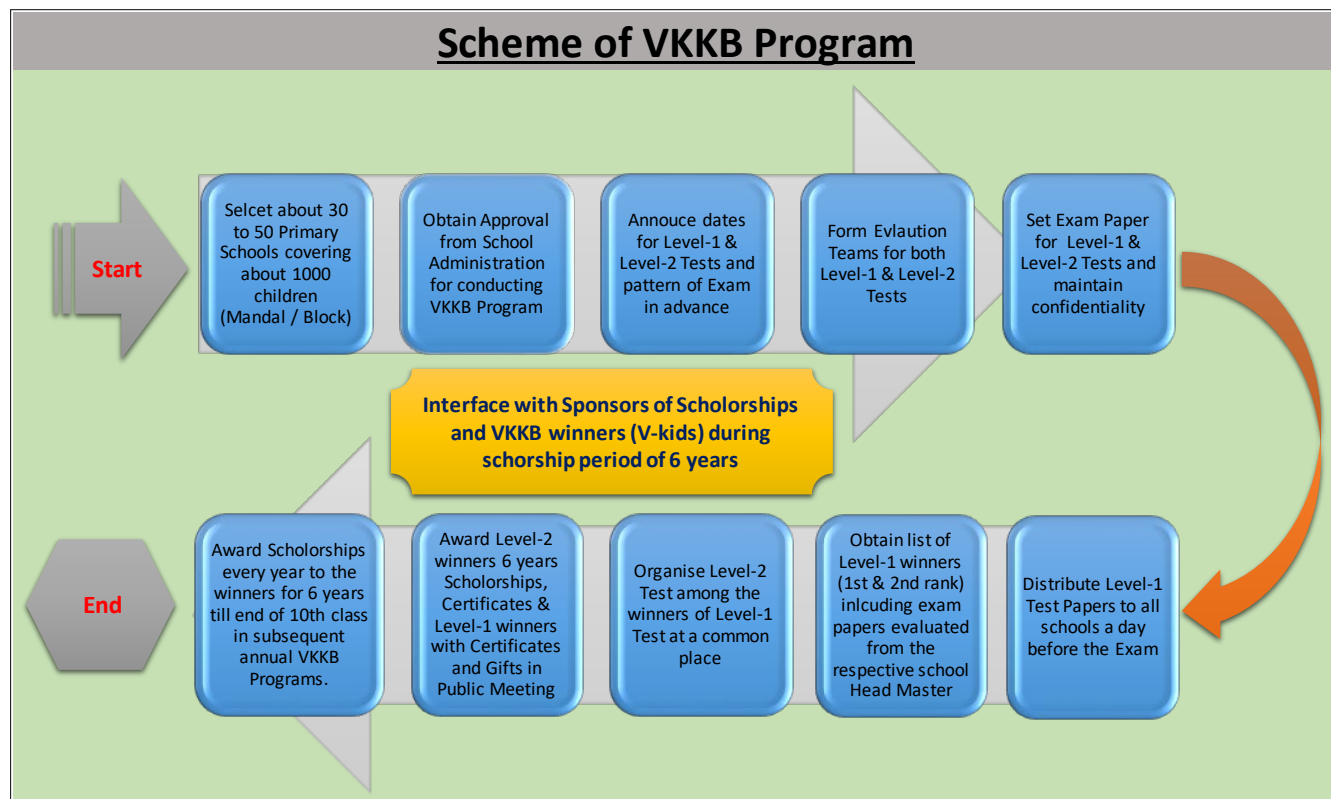 Scheme of VKKB Program
Start
Selcet about 30
to 50 Primary
Schools covering
about 1000
children
(Mandal / Block)
Obtain Approval
from School
Administration
for conducting
VKKB Program
Annouce dates
for Level-1 &
Level-2 Tests and
pattern of Exam
in advance
Form Evlaution
Teams for both
Level-1 & Level-2
Tests
Set Exam Paper
for Level-1 &
Level-2 Tests and
maintain
confidentiality
Interface with Sponsors of Scholorships
and VKKB winners (V-kids) during
schorship period of 6 years
Distribute Level-1
Test Papers to all
schools a day
before the Exam
Obtain list of
Level-1 winners
(1st & 2nd rank)
inlcuding exam
papers evaluated
from the
respective school
Head Master
Organise Level-2
Test among the
winners of Level-1
Test at a common
place
Award Level-2
winners 6 years
Scholorships,
Certificates &
Level-1 winners
with Certificates
and Gifts in
Public Meeting
Award Scholorships
every year to the
winners for 6 years
till end of 10th class
in subsequent
annual VKKB
Programs.
End